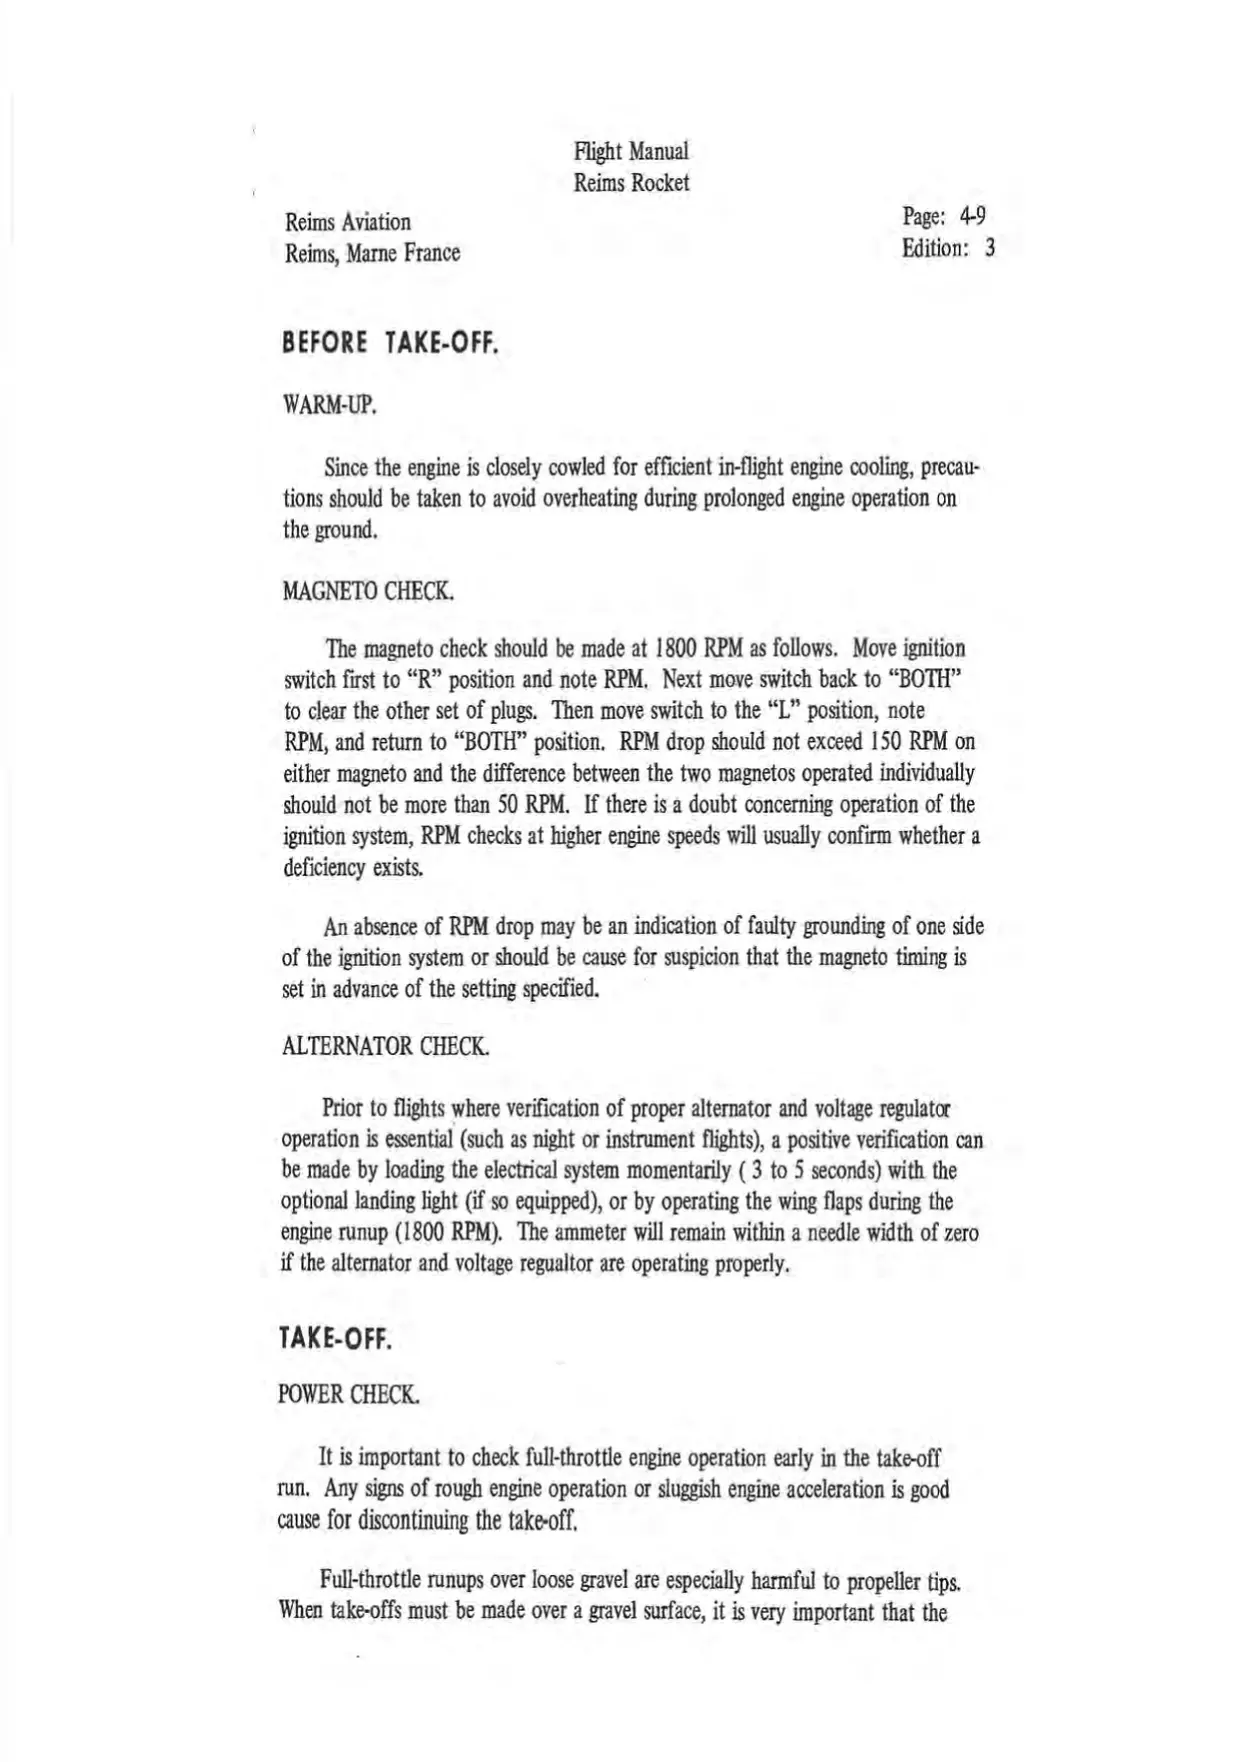 Flight Manual
Reims Rocket
Reims Aviation
Reims, Marne France
Page: 4-9
Edition: 3
BEFORE TAKE-OFF.
WARM-UP.
Since the engine is closely cowled for efficient in-flight engine cooling, precau-
tions should be taken to avoid overheating during prolonged engine operation on
the ground.
MAGNETO CHECK.
The magneto check should be made at 1800 RPM as follows. Move ignition
switch first to “R” position and note RPM. Next move switch back to “BOTH”
to clear the other set of plugs. Then move switch to the “L” position, note
RPM, and return to “BOTH” position. RPM drop should not exceed 150 RPM on
either magneto and the difference between the two magnetos operated individually
should not be more than 50 RPM. If there is a doubt concerning operation of the
ignition system, RPM checks at higher engine speeds will usually confirm whether a
deficiency exists.
An absence of RPM drop may be an indication of faulty grounding of one side
of the ignition system or should be cause for suspicion that the magneto timing is
set in advance of the setting specified.
ALTERNATOR CHECK.
Prior to flights where verification of proper alternator and voltage regulator
operation is essential (such as night or instrument flights), a positive verification can
be made by loading the electrical system momentarily ( 3 to 5 seconds) with the
optional landing light (if so equipped), or by operating the wing flaps during the
engine runup (1800 RPM). The ammeter will remain within a needle width of zero
if the alternator and voltage regualtor are operating properly.
TAKE-OFF.
POWER CHECK.
It is important to check full-throttle engine operation early in the take-off
run. Any signs of rough engine operation or sluggish engine acceleration is good
cause for discontinuing the take-off.
Full-throttle runups over loose gravel are especially harmful to propeller tips.
When take-offs must be made over a gravel surface, it is very important that the